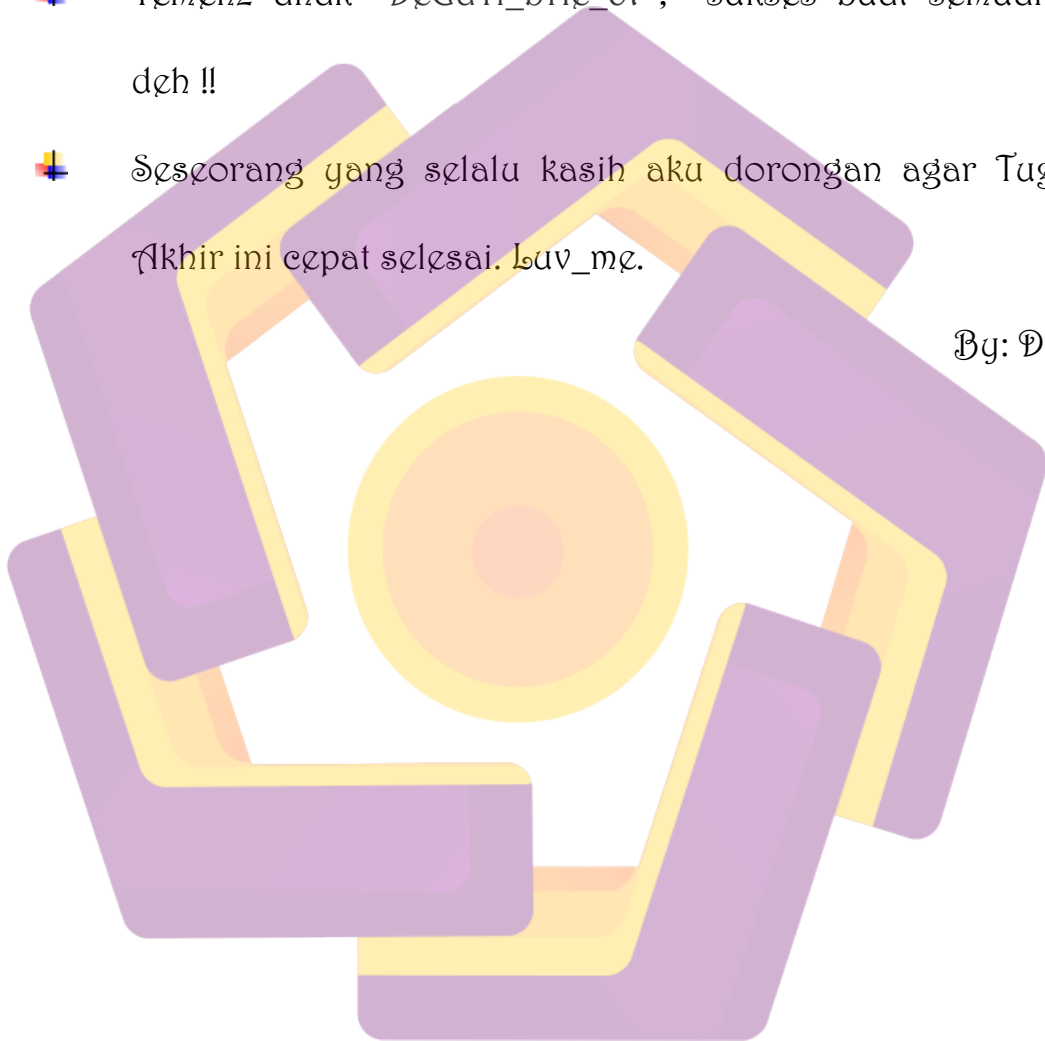 deh !!
Seseorang yang selalu kasih aku dorongan agar Tug
Akhir ini cepat selesai. Luv_me.
By: D